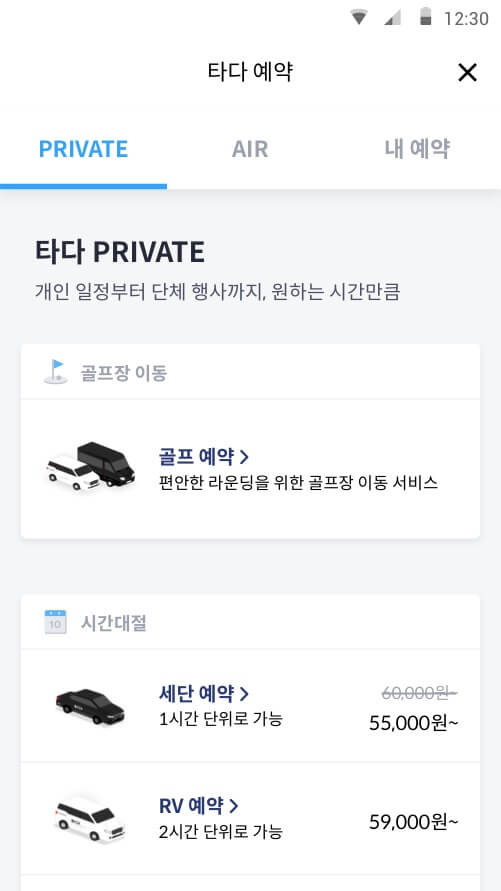 12:30
타다 예약
PRIVATE AIR 내 예약
타다 PRIVATE
개인 일정부터 단체 행사까지, 원하는 시간만큼
골프장 이동
골프 예약
편안한 라운딩을 위한 골프장 이동 서비스
10 시간대절
세단 예약 60,000원~
1시간 단위로 가능 55,000원~
RV 예약
2시간 단위로 가능 59,000원~